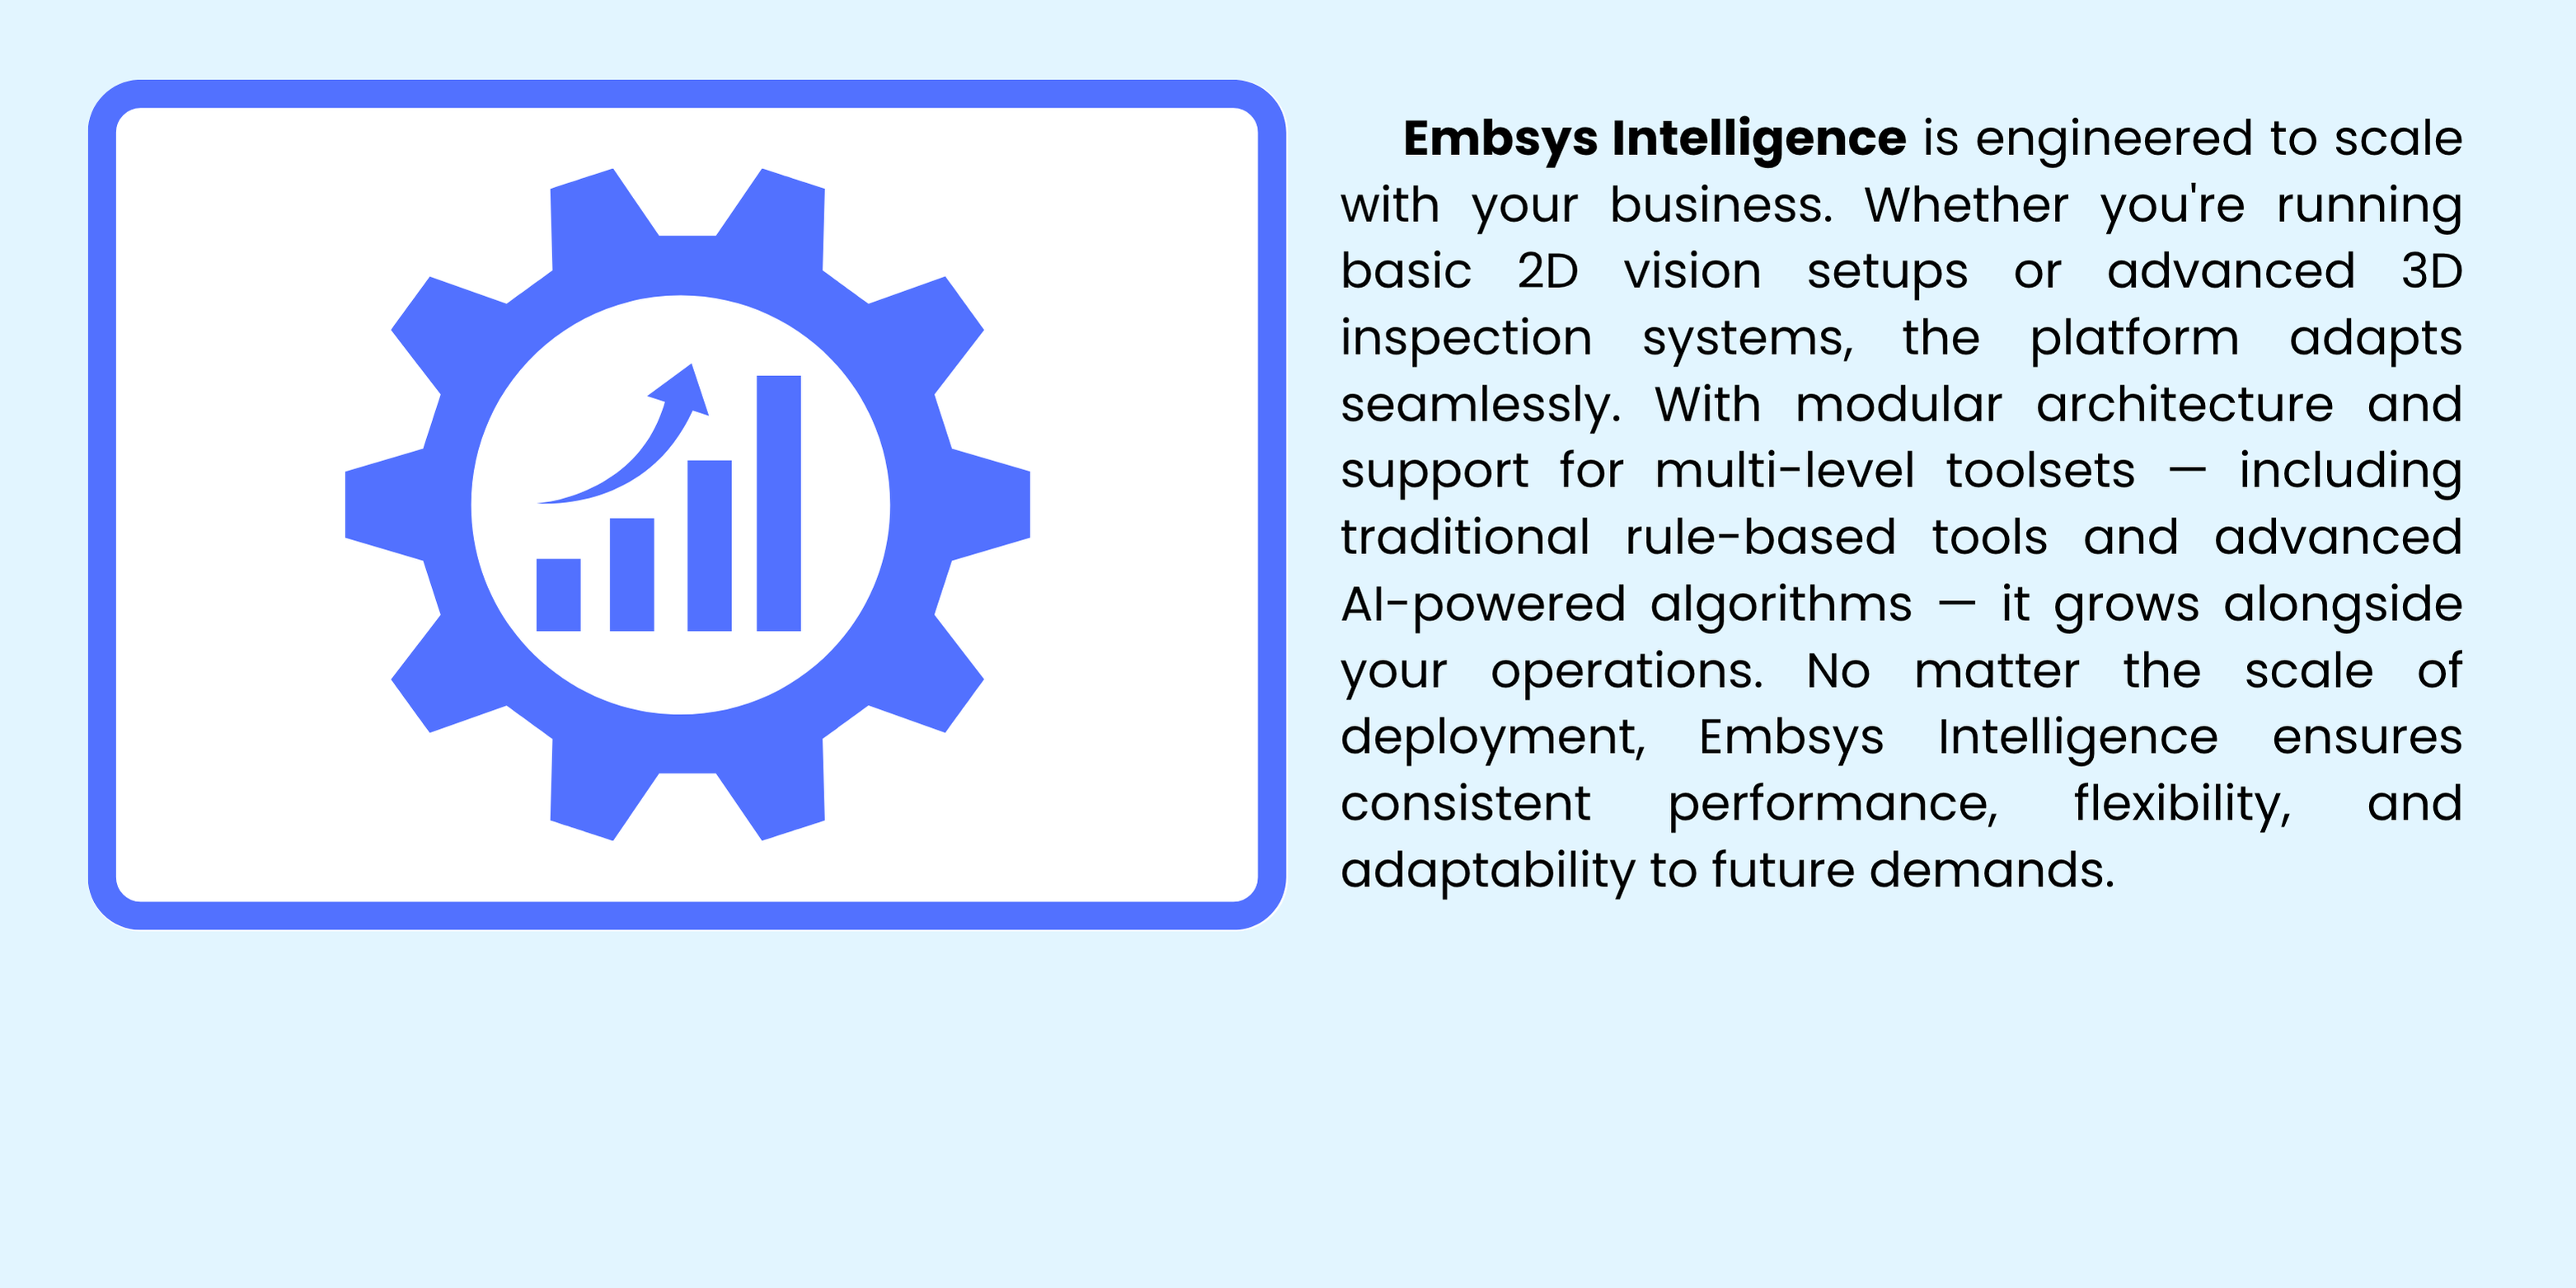 Embsys Intelligence is engineered to scale
with your business. Whether you're running
basic 2D vision setups or advanced 3D
inspection systems, the platform adapts
seamlessly. With modular architecture and
support for multi-level toolsets — including
traditional rule-based tools and advanced
AI-powered algorithms — it grows alongside
your operations. No matter the scale of
deployment, Embsys Intelligence ensures
consistent performance, flexibility, and
adaptability to future demands.